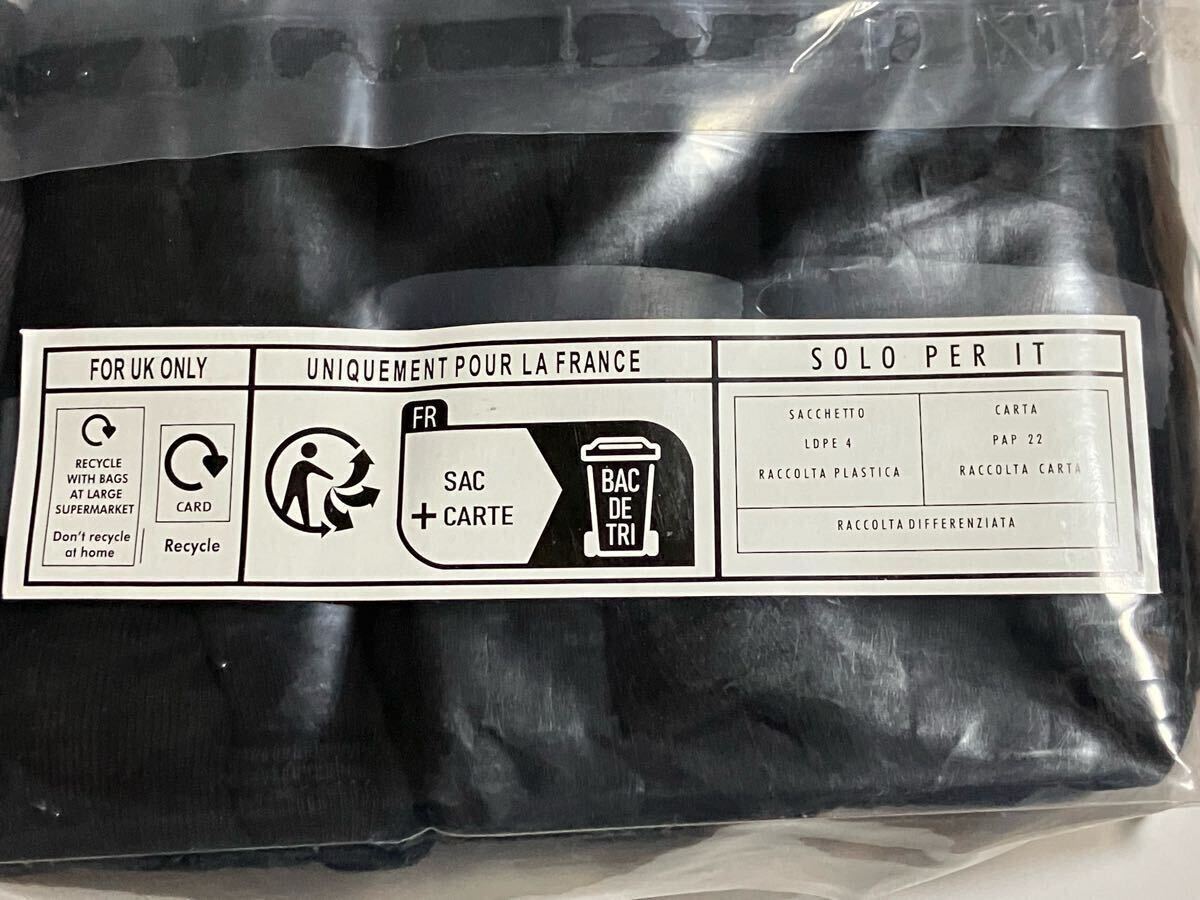 FOR UK ONLY
RECYCLE
WITH BAGS
AT LARGE
SUPERMARKET
Don't recycle
at home
CARD
Recycle
UNIQUEMENT POUR LA FRANCE
FR
SAC
+ CARTE
BAC
DE
TRI
SOLO PER IT
SACCHETTO
LDPE 4
RACCOLTA PLASTICA
CARTA
PAP 22
RACCOLTA CARTA
RACCOLTA DIFFERENZIATA